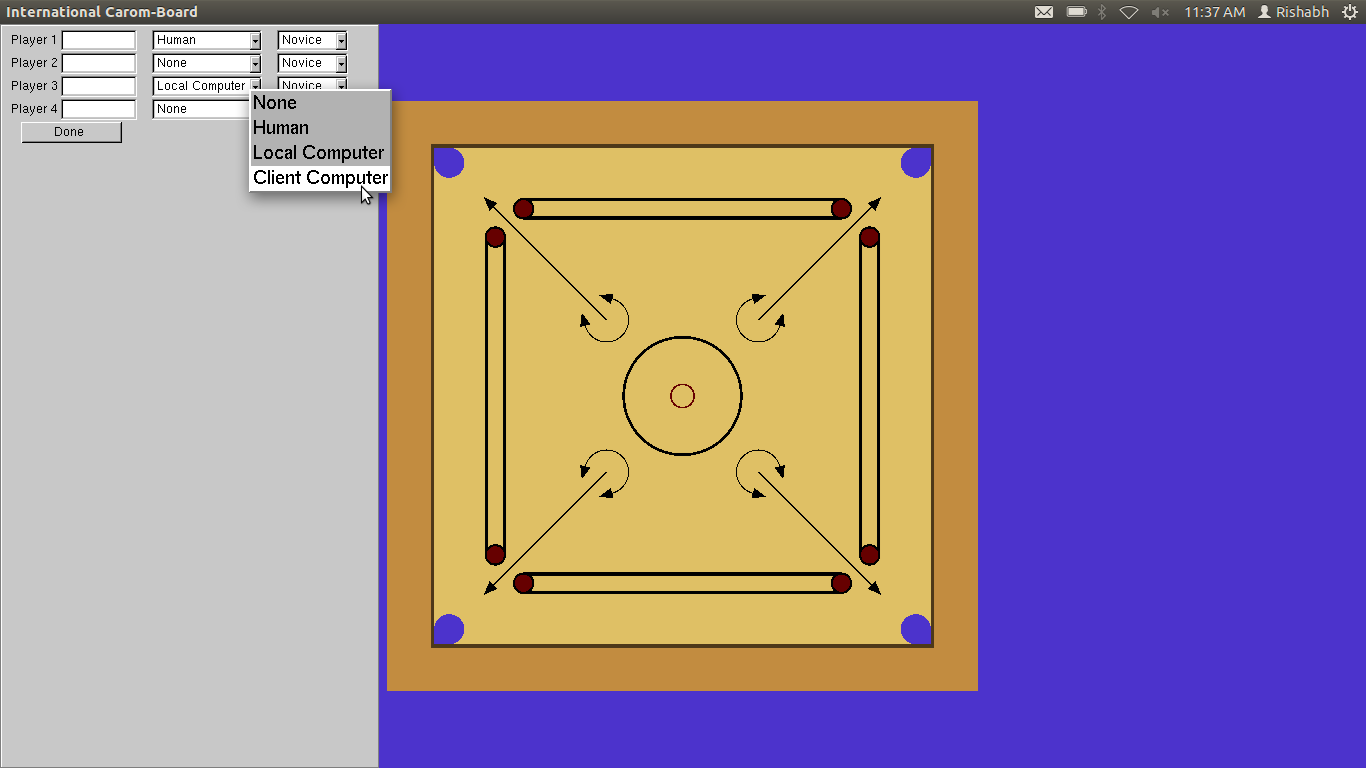 International Carom-Board 11:37 AM Rishabh
Player 1 Human Novice
Player 2 None Novice
Player 3 Local Computer Novice
Player 4 None
Done
None
Human
Local Computer
Client Computer